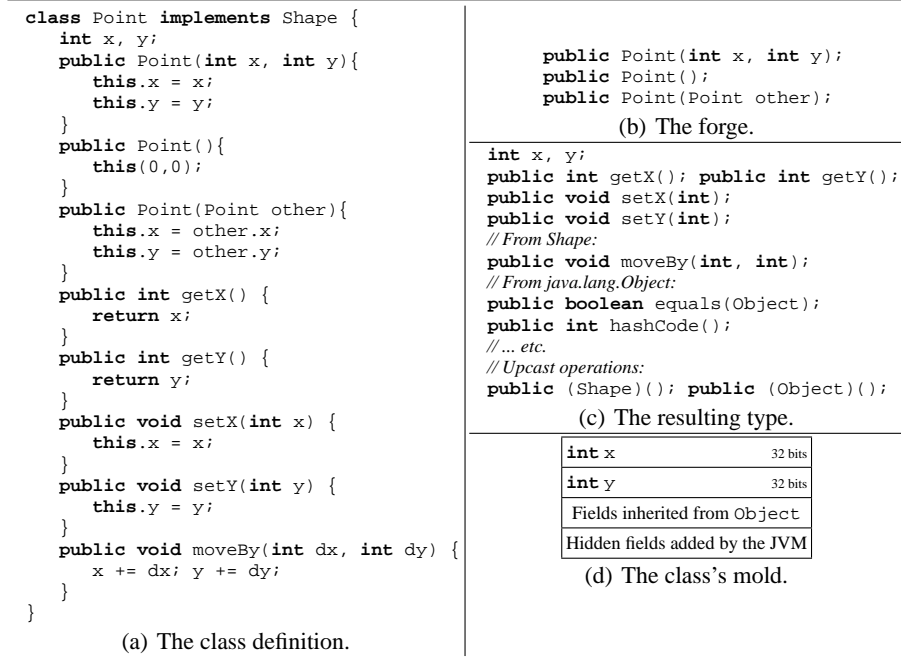 class Point implements Shape {
int x, y;
public Point(int x, int y){
this.x = x;
this.y = y;
}
public Point(){
this(0,0);
}
public Point(Point other){
this.x = other.x;
this.y = other.y;
}
public int getX() {
return x;
}
public int getY() {
return y;
}
public void setX(int x) {
this.x = x;
}
public void setY(int y) {
this.y = y;
}
public void moveBy(int dx, int dy) {
x += dx; y += dy;
}
}
(a) The class definition.
public Point(int x, int y);
public Point();
public Point(Point other);
(b) The forge.
int x, y;
public int getX(); public int getY();
public void setX(int);
public void setY(int);
// From Shape:
public void moveBy(int, int);
// From java.lang.Object:
public boolean equals(Object);
public int hashCode();
// ... etc.
// Upcast operations:
public (Shape)(); public (Object)();
(c) The resulting type.
int x 32 bits
int y 32 bits
Fields inherited from Object
Hidden fields added by the JVM
(d) The class's mold.